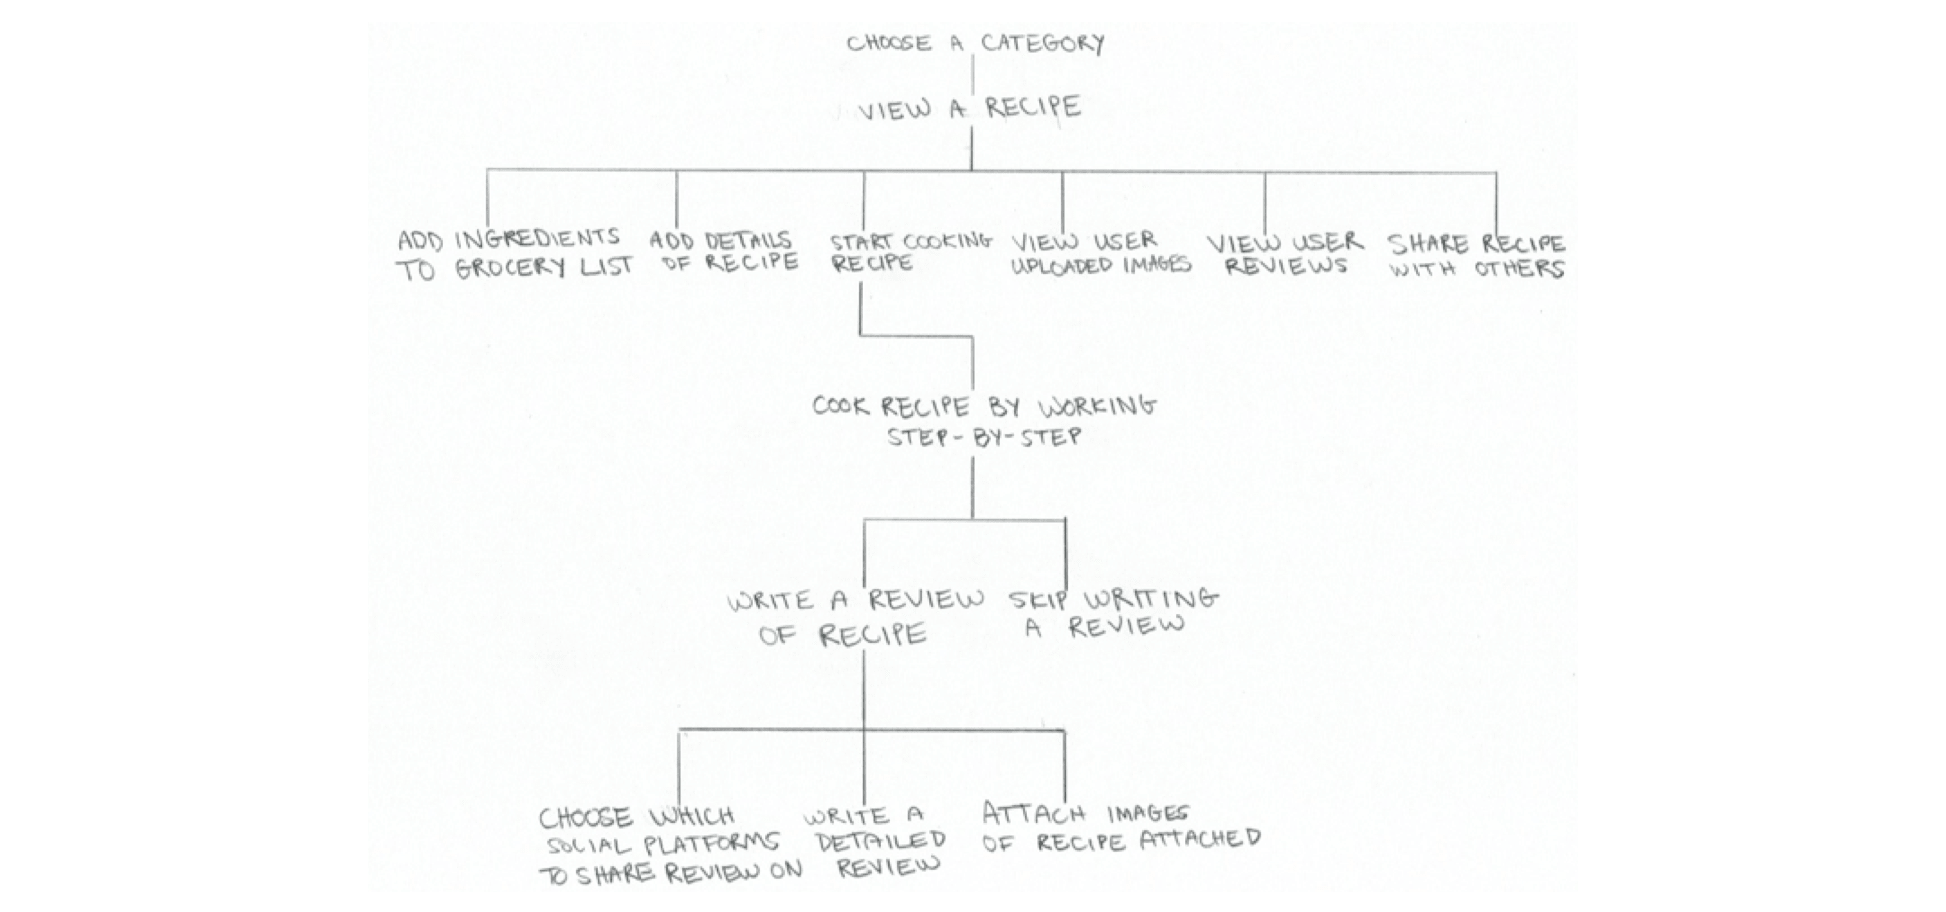 CHOOSE A CATEGORY
VIEW A RECIPE
ADD INGREDIENTS
TO GROCERY LIST
ADD DETAILS
OF RECIPE
START COOKING
RECIPE
VIEW USER
UPLOADED IMAGES
VIEW USER
REVIEWS
SHARE RECIPE
WITH OTHERS
COOK RECIPE BY WORKING
STEP-BY-STEP
WRITE A REVIEW
OF RECIPE
SKIP WRITING
A REVIEW
CHOOSE WHICH
SOCIAL PLATFORMS
TO SHARE REVIEW ON
WRITE A
DETAILED
REVIEW
ATTACH IMAGES
OF RECIPE ATTACHED